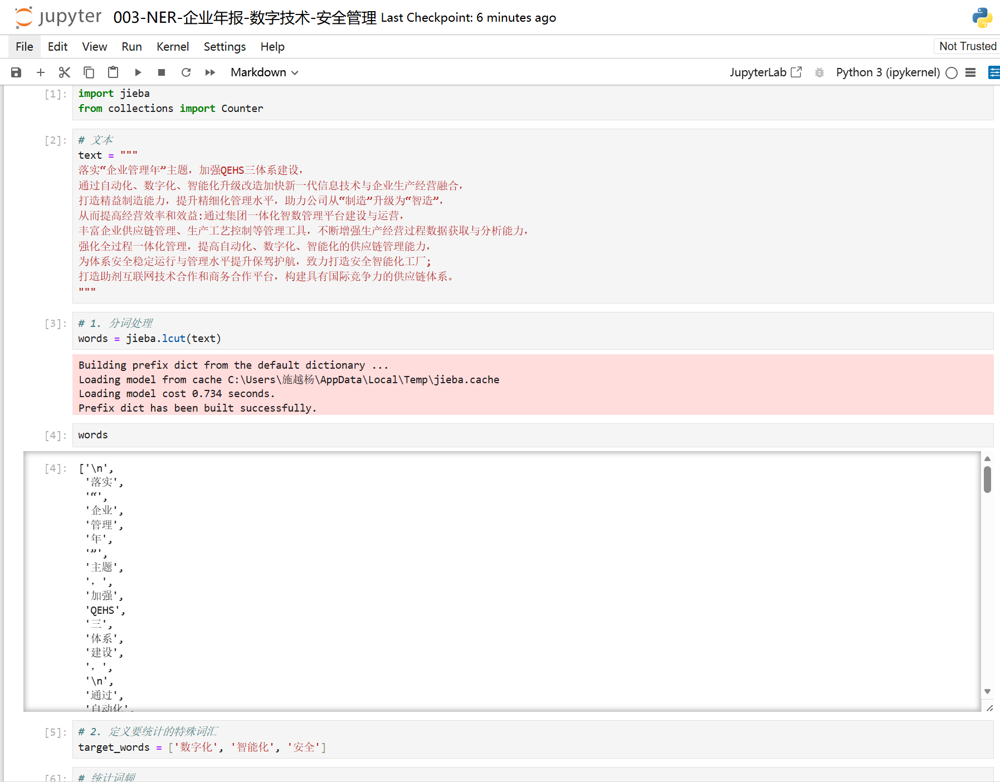 jupyter 003-NER-企业年报-数字技术-安全管理 Last Checkpoint: 6 minutes ago
File Edit View Run Kernel Settings Help Not Trusted
Markdown JupyterLab Python 3 (ipykernel)
[1]: import jieba
from collections import Counter
[2]: # 文本
text = """
落实“企业管理年”主题，加强QEHS三体系建设，
通过自动化、数字化、智能化升级改造加快新一代信息技术与企业生产经营融合，
打造精益制造能力，提升精细化管理水平，助力公司从“制造”升级为“智造”，
从而提高经营效率和效益:通过集团一体化智数管理平台建设与运营，
丰富企业供应链管理、生产工艺控制等管理工具，不断增强生产经营过程数据获取与分析能力，
强化全过程一体化管理，提高自动化、数字化、智能化的供应链管理能力，
为体系安全稳定运行与管理水平提升保驾护航，致力打造安全智能化工厂;
打造助剂互联网技术合作和商务合作平台，构建具有国际竞争力的供应链体系。
"""
[3]: # 1. 分词处理
words = jieba.lcut(text)
Building prefix dict from the default dictionary ...
Loading model from cache C:\Users\施越杨\AppData\Local\Temp\jieba.cache
Loading model cost 0.734 seconds.
Prefix dict has been built successfully.
[4]: words
[4]: ['\n',
'落实',
'“',
'企业',
'管理',
'年',
'”',
'主题',
'，',
'加强',
'QEHS',
'三',
'体系',
'建设',
'，',
'\n',
'通过',
'自动化',
[5]: # 2. 定义要统计的特殊词汇
target_words = ['数字化', '智能化', '安全']
[6]: # 统计词频